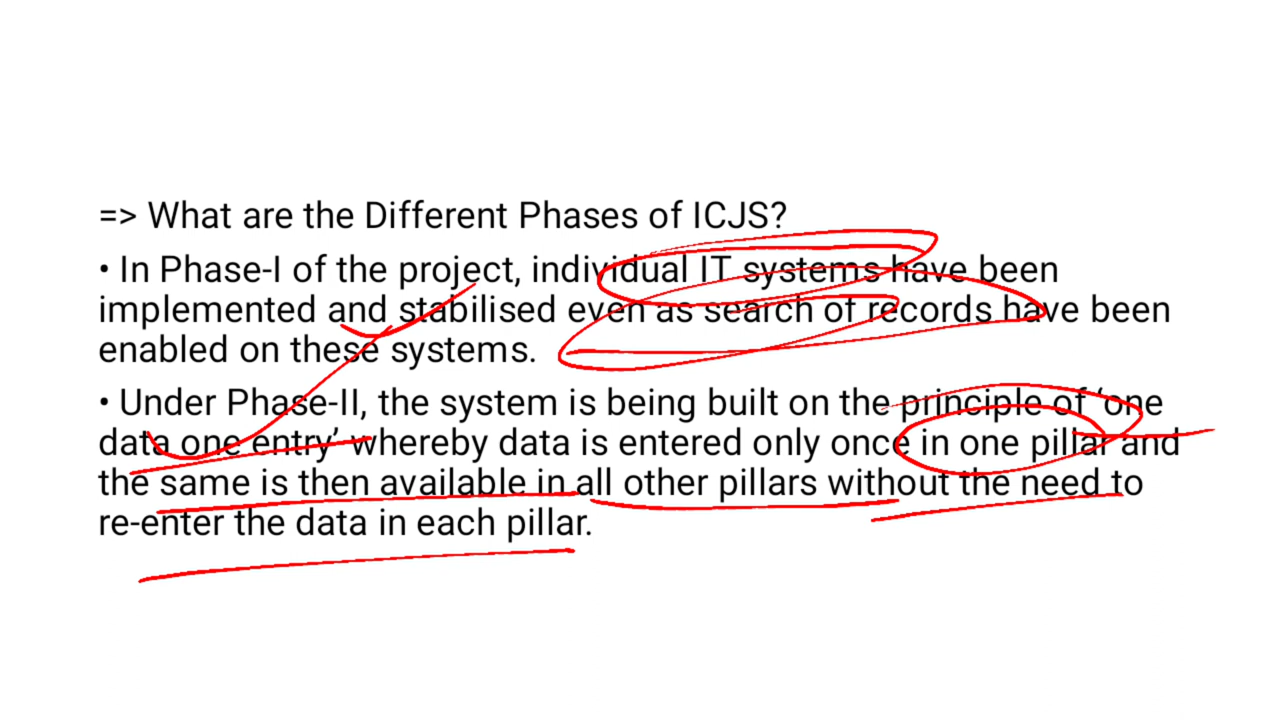 => What are the Different Phases of ICJS?
• In Phase-I of the project, individual IT systems have been
implemented and stabilised even as search of records have been
enabled on these systems.
• Under Phase-II, the system is being built on the principle of ‘one
data one entry’ whereby data is entered only once in one pillar and
the same is then available in all other pillars without the need to
re-enter the data in each pillar.